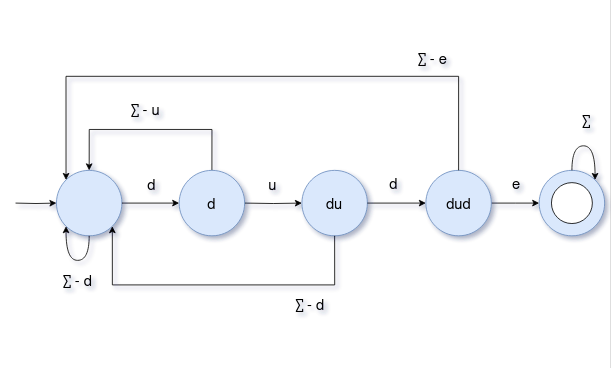 ∑ - e
∑ - u
∑
d
u
d
e
d
du
dud
∑ - d
∑ - d